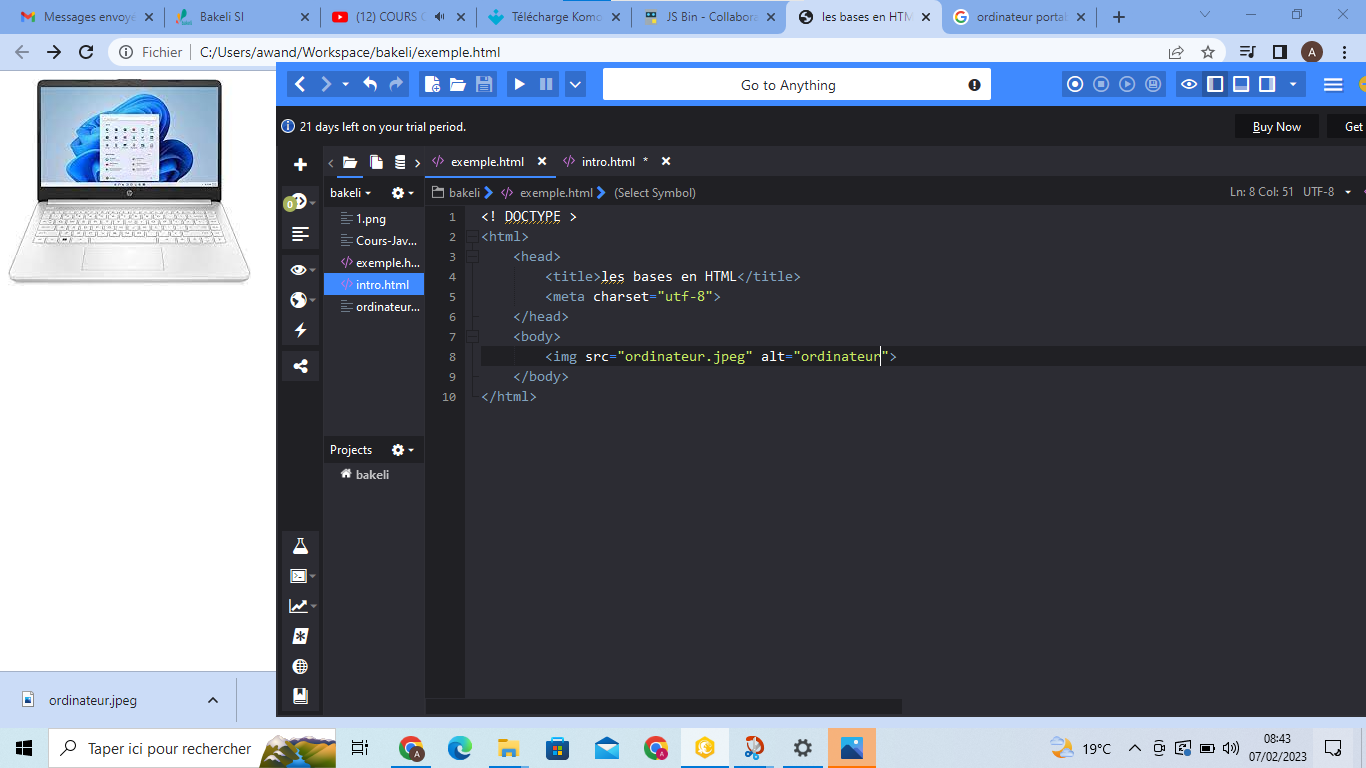 Messages envoyé
Bakeli SI
(12) COURS
Télécharge Komo
JS Bin - Collabora
les bases en HTM
ordinateur portab
Fichier
C:/Users/awand/Workspace/bakeli/exemple.html
A
Go to Anything
21 days left on your trial period.
Buy Now
Get
exemple.html
intro.html *
bakeli
bakeli
exemple.html
(Select Symbol)
Ln: 8 Col: 51 UTF-8
0
1.png
Cours-Jav...
exemple.h...
intro.html
ordinateur...
Projects
bakeli
1 <! DOCTYPE >
2 <html>
3 <head>
4 <title>les bases en HTML</title>
5 <meta charset="utf-8">
6 </head>
7 <body>
8 <img src="ordinateur.jpeg" alt="ordinateur">
9 </body>
10 </html>
hp
ordinateur.jpeg
Taper ici pour rechercher
19°C
08:43
07/02/2023